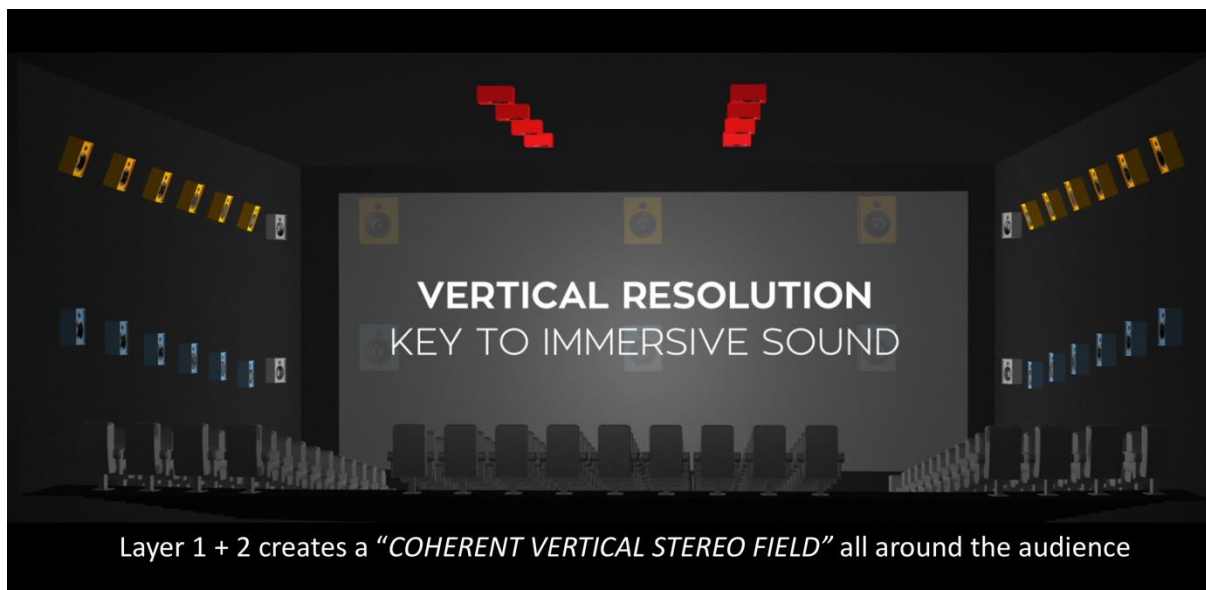 VERTICAL RESOLUTION
KEY TO IMMERSIVE SOUND
Layer 1 + 2 creates a “COHERENT VERTICAL STEREO FIELD” all around the audience